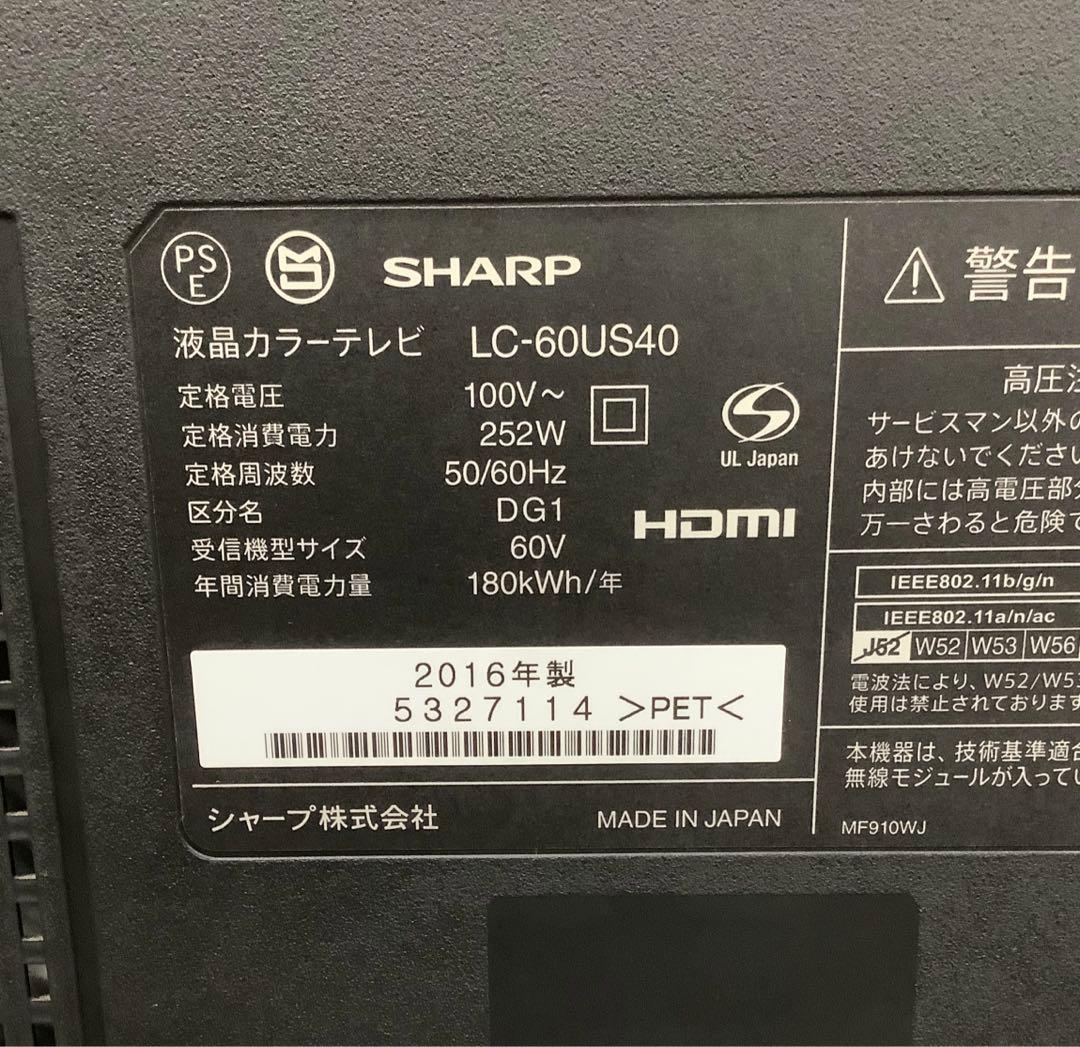 PSE
SHARP
液晶カラーテレビ LC-60US40
定格電圧 100V～
定格消費電力 252W
定格周波数 50/60Hz
区分名 DG1
受信機型サイズ 60V
年間消費電力量 180kWh/年
UL Japan
HDMI
2016年製
5327114 >PET<
シャープ株式会社 MADE IN JAPAN
警告
高圧注
サービスマン以外の
あけないでください
内部には高電圧部分
万一さわると危険で
IEEE802.11b/g/n
IEEE802.11a/n/ac
J52 W52 W53 W56
電波法により、W52/W53
使用は禁止されております
本機器は、技術基準適合
無線モジュールが入ってい
MF910WJ